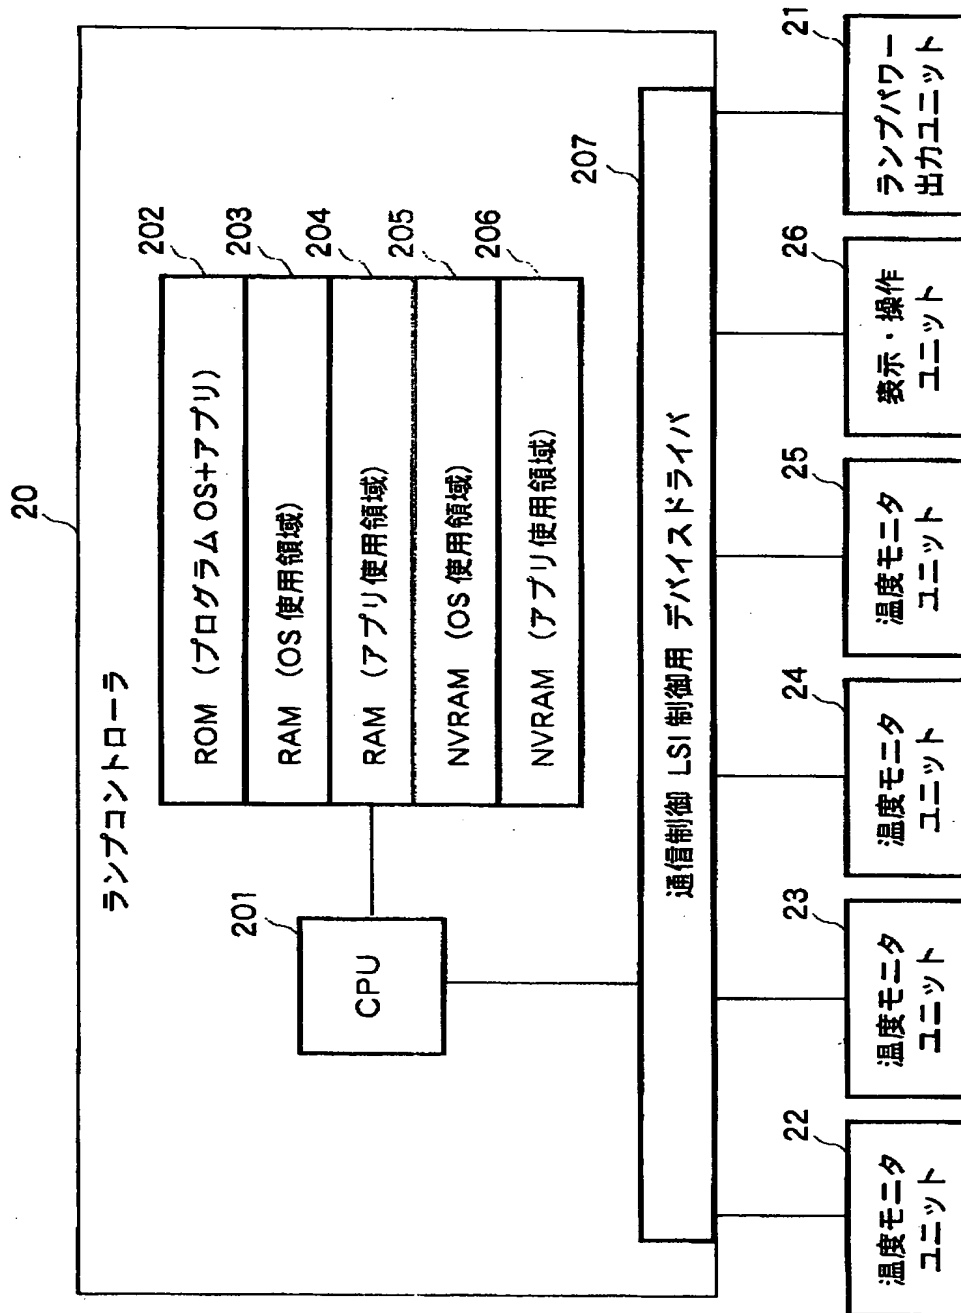 20
ランプコントローラ
201
CPU
ROM (プログラム OS+アプリ)
202
RAM (OS 使用領域)
203
RAM (アプリ使用領域)
204
NVRAM (OS 使用領域)
205
NVRAM (アプリ使用領域)
206
207
通信制御 LSI 制御用 デバイスドライバ
22
温度モニタ
ユニット
23
温度モニタ
ユニット
24
温度モニタ
ユニット
25
温度モニタ
ユニット
26
表示・操作
ユニット
21
ランプパワー
出力ユニット